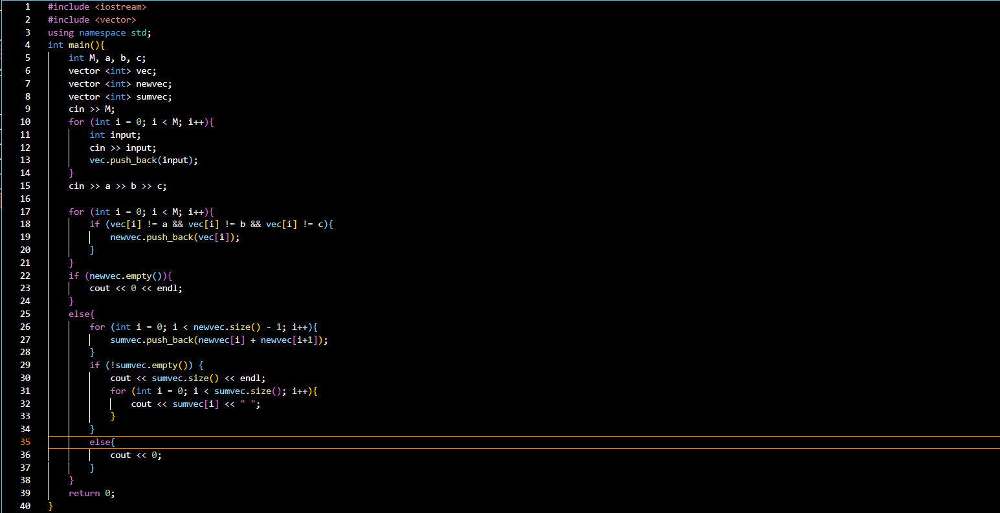 1 #include <iostream>
2 #include <vector>
3 using namespace std;
4 int main(){
5     int M, a, b, c;
6     vector <int> vec;
7     vector <int> newvec;
8     vector <int> sumvec;
9     cin >> M;
10     for (int i = 0; i < M; i++){
11         int input;
12         cin >> input;
13         vec.push_back(input);
14     }
15     cin >> a >> b >> c;
16
17     for (int i = 0; i < M; i++){
18         if (vec[i] != a && vec[i] != b && vec[i] != c){
19             newvec.push_back(vec[i]);
20         }
21     }
22     if (newvec.empty()){
23         cout << 0 << endl;
24     }
25     else{
26         for (int i = 0; i < newvec.size() - 1; i++){
27             sumvec.push_back(newvec[i] + newvec[i+1]);
28         }
29         if (!sumvec.empty()) {
30             cout << sumvec.size() << endl;
31             for (int i = 0; i < sumvec.size(); i++){
32                 cout << sumvec[i] << " ";
33             }
34         }
35         else{
36             cout << 0;
37         }
38     }
39     return 0;
40 }